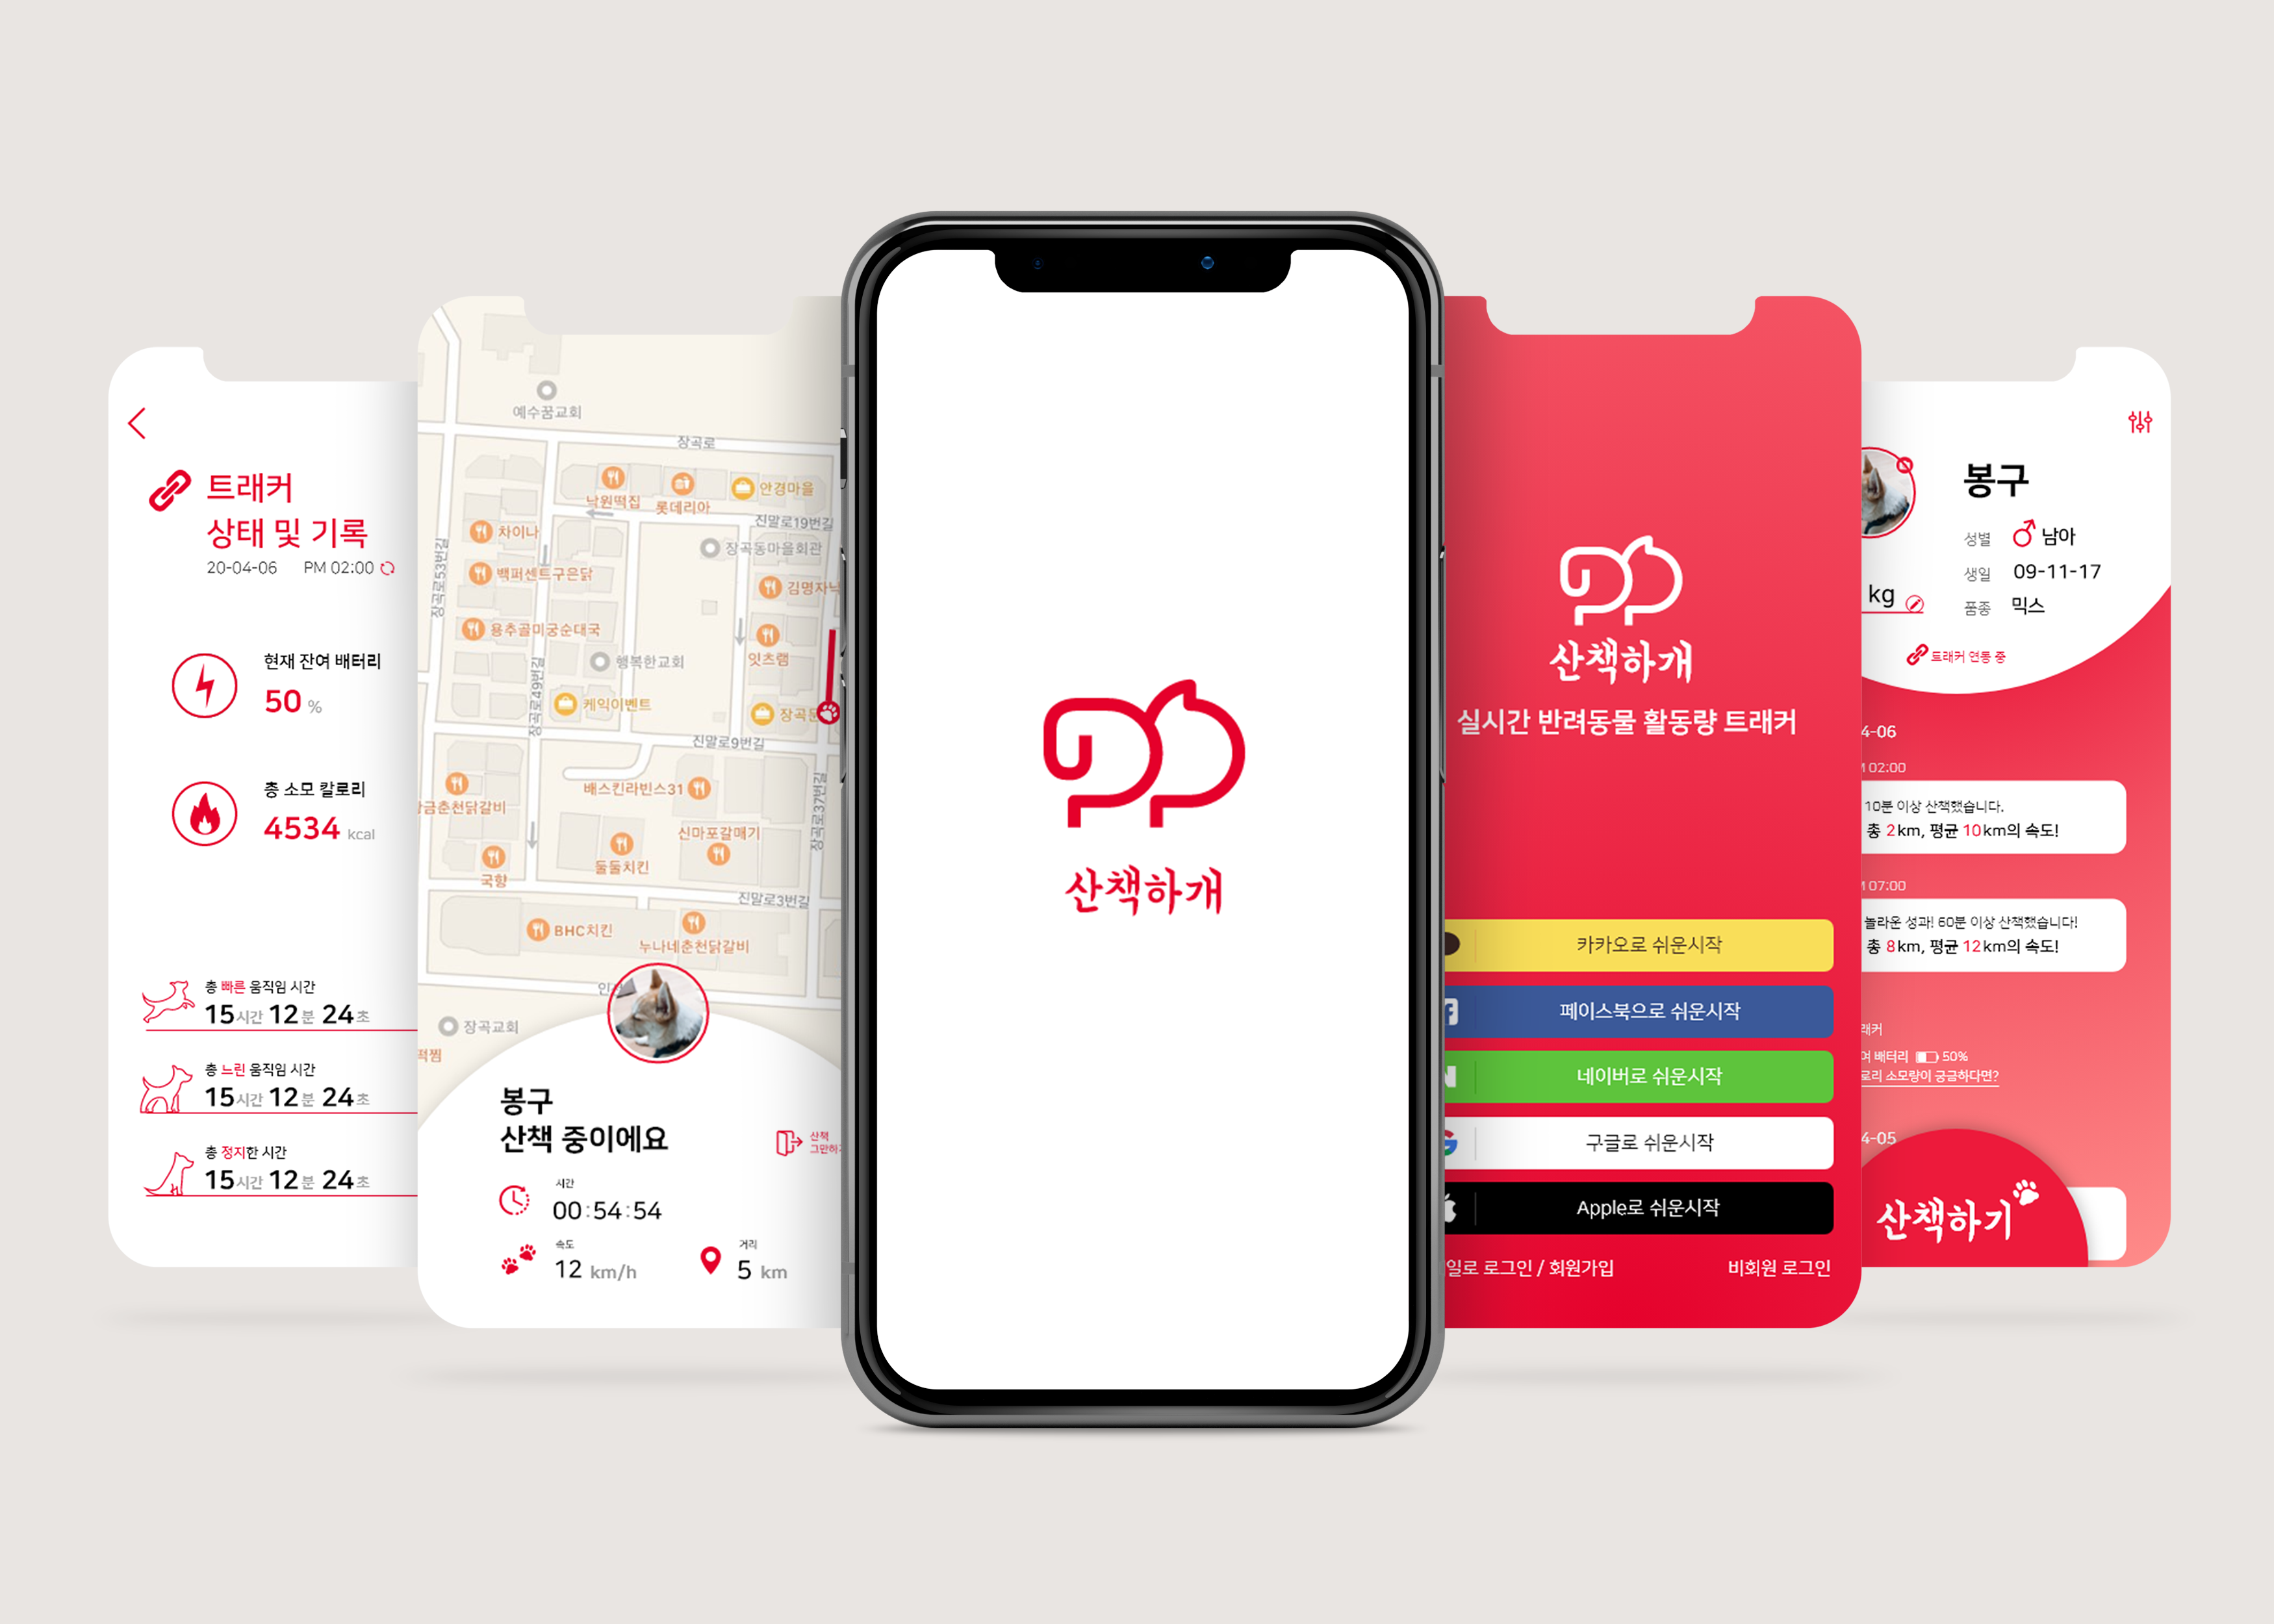 트래커
상태 및 기록
20-04-06 PM 02:00
현재 잔여 배터리
50 %
총 소모 칼로리
4534 kcal
총 빠른 움직임 시간
15시간 12분 24초
총 느린 움직임 시간
15시간 12분 24초
총 정지한 시간
15시간 12분 24초
예수꿈교회
장곡로
낙원떡집
롯데리아
안경마을
진말로19번길
차이나
장곡동마을회관
장곡로53번길
백퍼센트구은닭
김명자낙
용추골미궁순대국
행복한교회
잇츠램
장곡로49번길
케익이벤트
장곡
진말로9번길
배스킨라빈스31
금춘천닭갈비
장곡로37번길
신마포갈매기
둘둘치킨
국향
진말로3번길
BHC치킨
누나네춘천닭갈비
장곡교회
떡찜
봉구
산책 중이에요
산책
그만하
시간
00:54:54
속도
12 km/h
거리
5 km
산책하개
산책하개
실시간 반려동물 활동량 트래커
카카오로 쉬운시작
페이스북으로 쉬운시작
네이버로 쉬운시작
구글로 쉬운시작
Apple로 쉬운시작
일로 로그인 / 회원가입 비회원 로그인
봉구
성별 남아
생일 09-11-17
kg
품종 믹스
트래커 연동 중
4-06
02:00
10분 이상 산책했습니다.
총 2km, 평균 10km의 속도!
07:00
놀라운 성과! 60분 이상 산책했습니다!
총 8km, 평균 12km의 속도!
래커
여 배터리 50%
로리 소모량이 궁금하다면?
4-05
산책하기